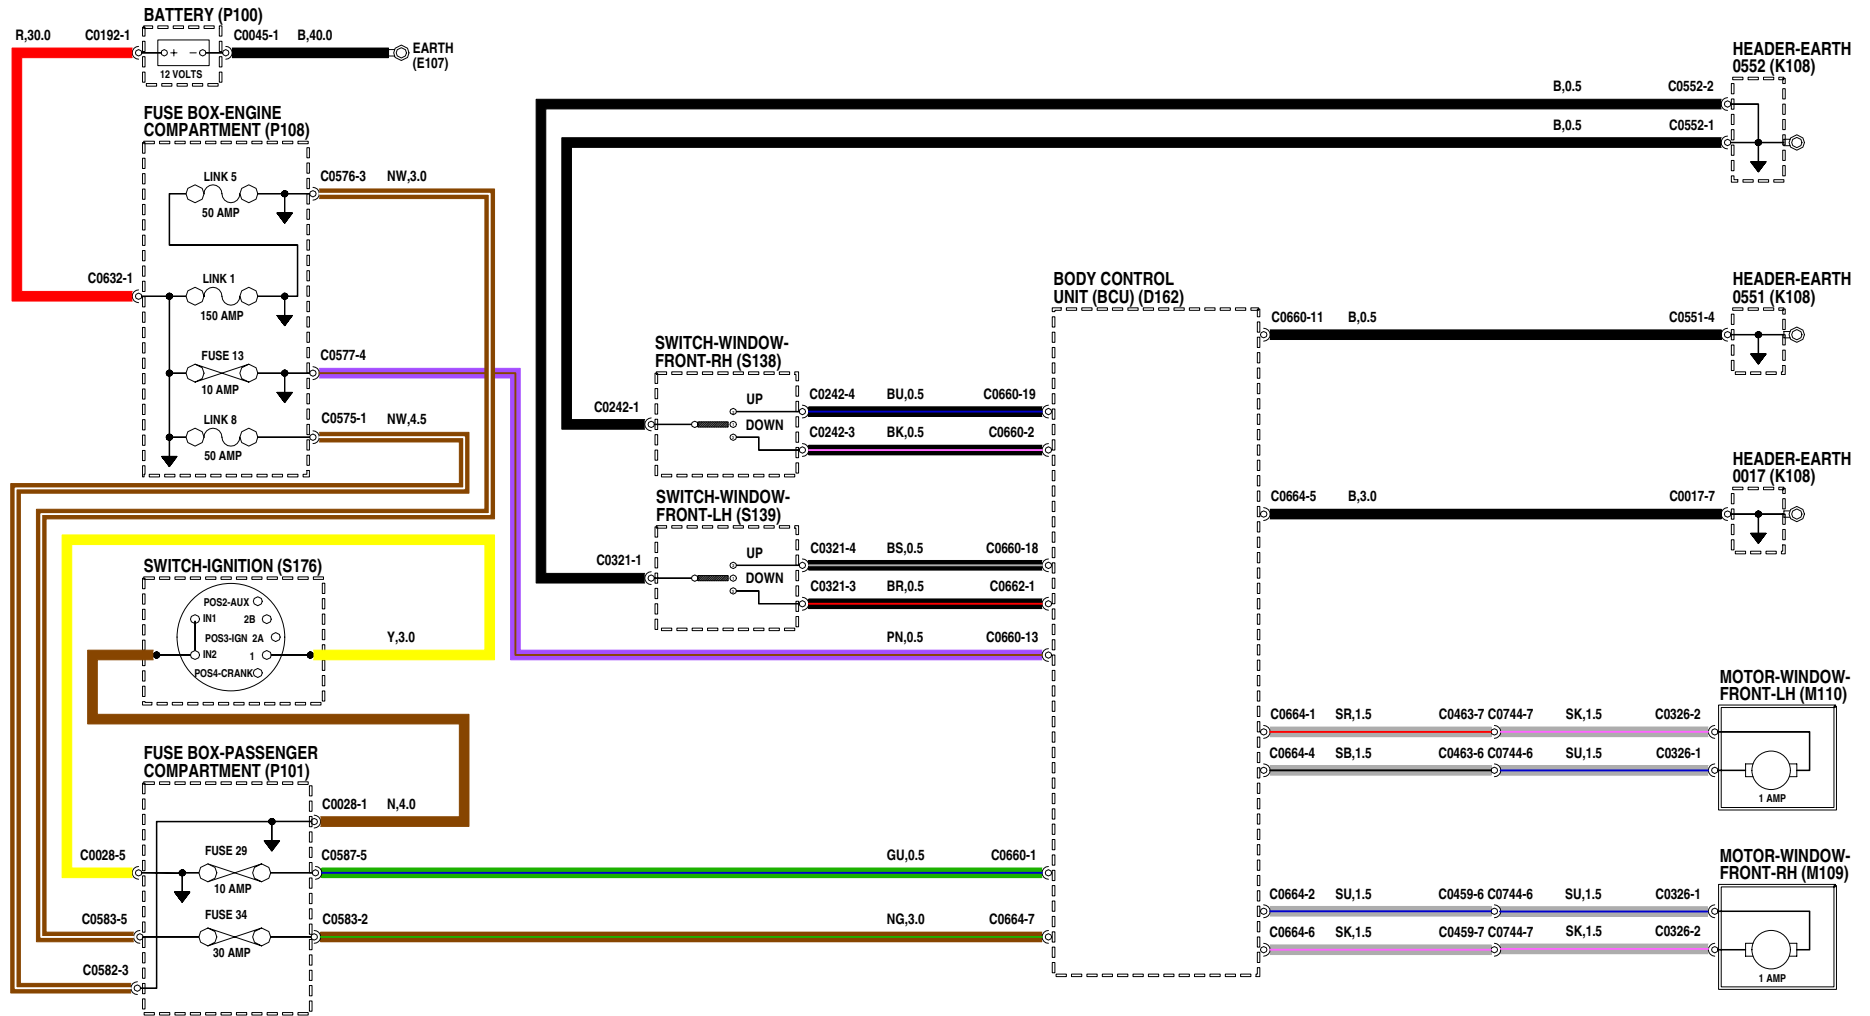 BATTERY (P100)
R,30.0
C0192-1
C0045-1
B,40.0
+ -
12 VOLTS
EARTH
(E107)
FUSE BOX-ENGINE
COMPARTMENT (P108)
LINK 5
50 AMP
C0576-3
NW,3.0
C0632-1
LINK 1
150 AMP
FUSE 13
10 AMP
C0577-4
LINK 8
50 AMP
C0575-1
NW,4.5
SWITCH-IGNITION (S176)
POS2-AUX
IN1
2B
POS3-IGN 2A
IN2
1
POS4-CRANK
Y,3.0
FUSE BOX-PASSENGER
COMPARTMENT (P101)
C0028-1
N,4.0
C0028-5
FUSE 29
10 AMP
C0587-5
GU,0.5
C0660-1
C0583-5
FUSE 34
30 AMP
C0583-2
NG,3.0
C0664-7
C0582-3
SWITCH-WINDOW-
FRONT-RH (S138)
C0242-1
UP
DOWN
C0242-4
BU,0.5
C0660-19
C0242-3
BK,0.5
C0660-2
SWITCH-WINDOW-
FRONT-LH (S139)
C0321-1
UP
DOWN
C0321-4
BS,0.5
C0660-18
C0321-3
BR,0.5
C0662-1
PN,0.5
C0660-13
BODY CONTROL
UNIT (BCU) (D162)
HEADER-EARTH
0552 (K108)
B,0.5
C0552-2
B,0.5
C0552-1
HEADER-EARTH
0551 (K108)
C0660-11
B,0.5
C0551-4
HEADER-EARTH
0017 (K108)
C0664-5
B,3.0
C0017-7
MOTOR-WINDOW-
FRONT-LH (M110)
C0664-1
SR,1.5
C0463-7 C0744-7
SK,1.5
C0326-2
C0664-4
SB,1.5
C0463-6 C0744-6
SU,1.5
C0326-1
1 AMP
MOTOR-WINDOW-
FRONT-RH (M109)
C0664-2
SU,1.5
C0459-6 C0744-6
SU,1.5
C0326-1
C0664-6
SK,1.5
C0459-7 C0744-7
SK,1.5
C0326-2
1 AMP